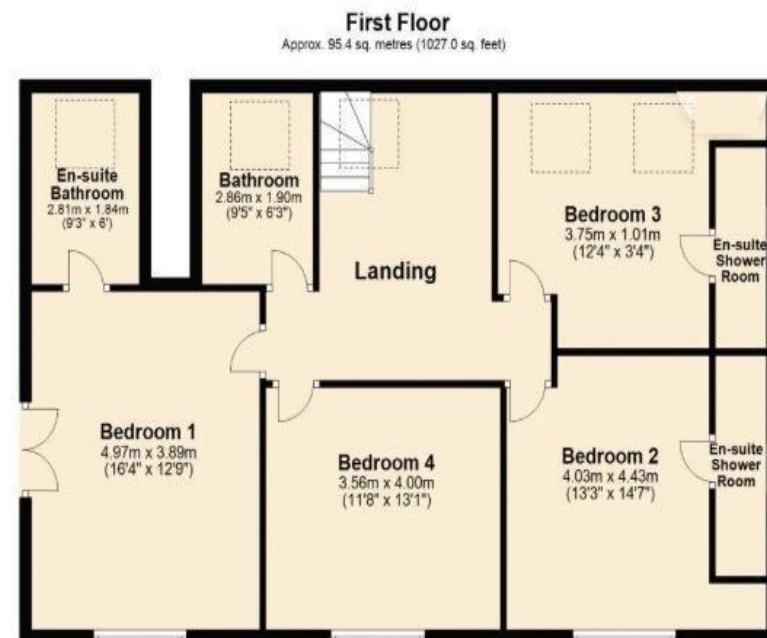 First Floor
Approx. 95.4 sq. metres (1027.0 sq. feet)
En-suite
Bathroom
2.81m x 1.84m
(9'3" x 6')
Bathroom
2.86m x 1.90m
(9'5" x 6'3")
Landing
Bedroom 3
3.75m x 1.01m
(12'4" x 3'4")
En-suite
Shower
Room
Bedroom 1
4.97m x 3.89m
(16'4" x 12'9")
Bedroom 4
3.56m x 4.00m
(11'8" x 13'1")
Bedroom 2
4.03m x 4.43m
(13'3" x 14'7")
En-suite
Shower
Room